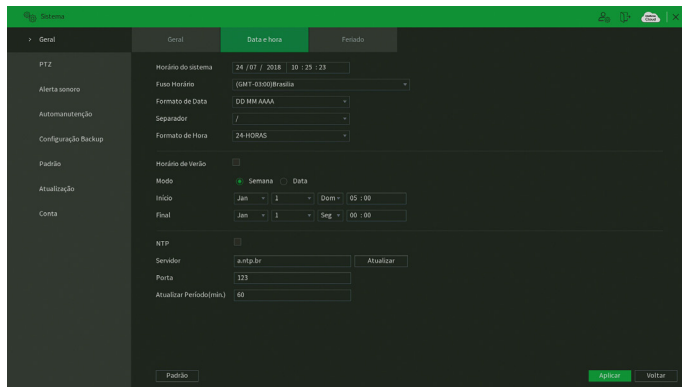 Sistema
Intelbras Cloud
> Geral
Geral Data e hora Feriado
PTZ
Alerta sonoro
Automanutenção
Configuração Backup
Padrão
Atualização
Conta
Horário do sistema 24 / 07 / 2018 10 : 25 : 23
Fuso Horário (GMT-03:00)Brasilia
Formato de Data DD MM AAAA
Separador /
Formato de Hora 24-HORAS
Horário de Verão
Modo Semana Data
Início Jan 1 Dom 05 : 00
Final Jan 1 Seg 00 : 00
NTP
Servidor a.ntp.br Atualizar
Porta 123
Atualizar Período(min.) 60
Padrão Aplicar Voltar